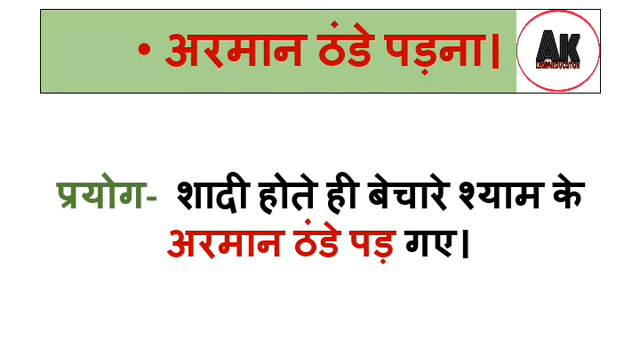 • अरमान ठंडे पड़ना।
AK
प्रयोग- शादी होते ही बेचारे श्याम के
अरमान ठंडे पड़ गए।